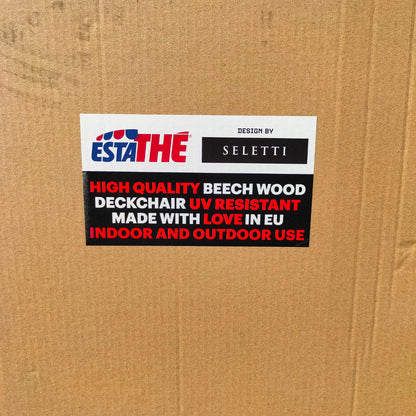 ESTATHÉ
DESIGN BY
SELETTI
HIGH QUALITY BEECH WOOD
DECKCHAIR UV RESISTANT
MADE WITH LOVE IN EU
INDOOR AND OUTDOOR USE